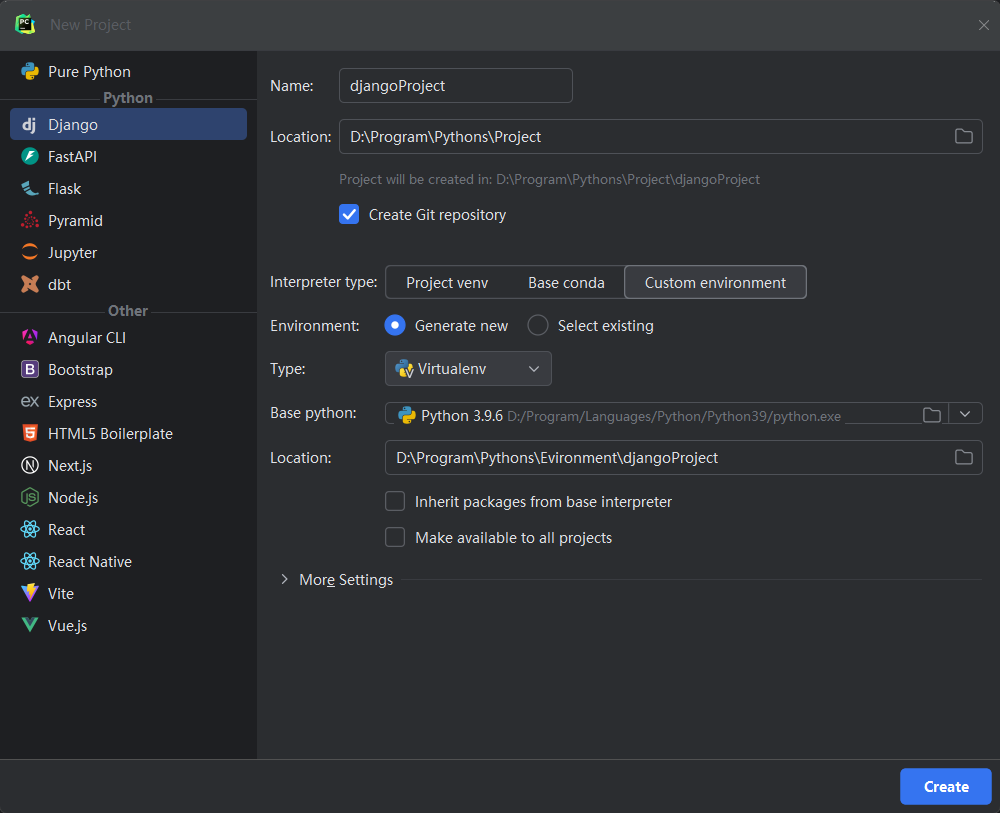 New Project
Pure Python
Python
Django
FastAPI
Flask
Pyramid
Jupyter
dbt
Other
Angular CLI
Bootstrap
Express
HTML5 Boilerplate
Next.js
Node.js
React
React Native
Vite
Vue.js
Name: djangoProject
Location: D:\Program\Pythons\Project
Project will be created in: D:\Program\Pythons\Project\djangoProject
Create Git repository
Interpreter type: Project venv Base conda Custom environment
Environment: Generate new Select existing
Type: Virtualenv
Base python: Python 3.9.6 D:/Program/Languages/Python/Python39/python.exe
Location: D:\Program\Pythons\Evironment\djangoProject
Inherit packages from base interpreter
Make available to all projects
More Settings
Create